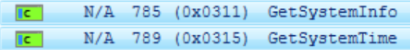 N/A 785 (0x0311) GetSystemInfo
N/A 789 (0x0315) GetSystemTime